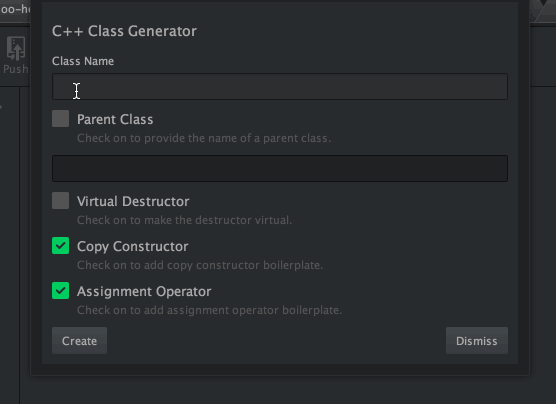 Push
C++ Class Generator
Class Name
Parent Class
Check on to provide the name of a parent class.
Virtual Destructor
Check on to make the destructor virtual.
Copy Constructor
Check on to add copy constructor boilerplate.
Assignment Operator
Check on to add assignment operator boilerplate.
Create
Dismiss